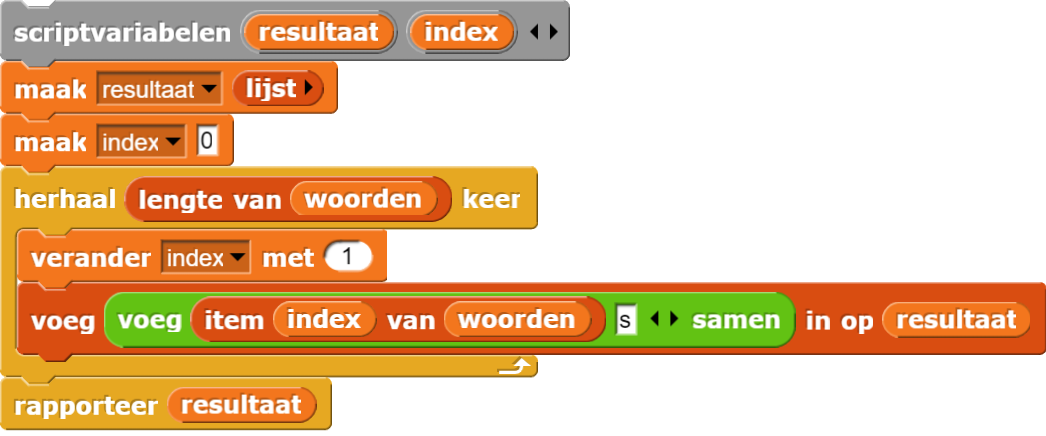 scriptvariabelen resultaat index
maak resultaat lijst
maak index 0
herhaal lengte van woorden keer
verander index met 1
voeg voeg item index van woorden s samen in op resultaat
rapporteer resultaat